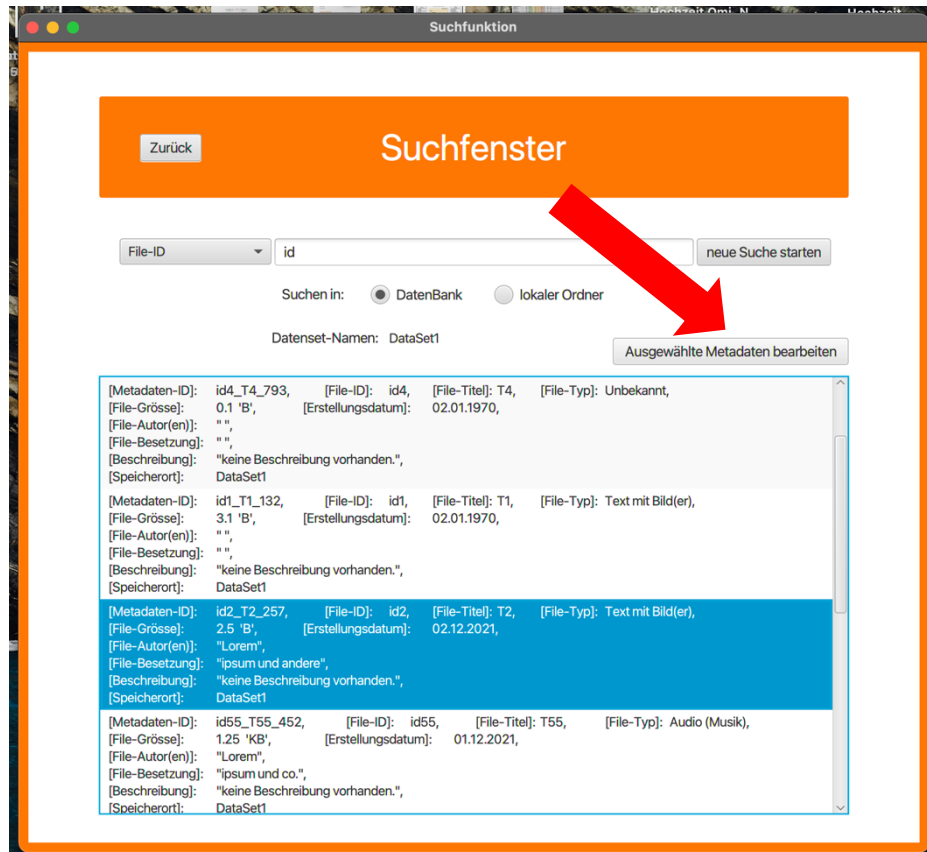 Suchfunktion
Zurück
Suchfenster
File-ID
id
neue Suche starten
Suchen in: DatenBank lokaler Ordner
Datenset-Namen: DataSet1
Ausgewählte Metadaten bearbeiten
[Metadaten-ID]: id4_T4_793, [File-ID]: id4, [File-Titel]: T4, [File-Typ]: Unbekannt,
[File-Grösse]: 0.1 'B', [Erstellungsdatum]: 02.01.1970,
[File-Autor(en)]: " ",
[File-Besetzung]: " ",
[Beschreibung]: "keine Beschreibung vorhanden.",
[Speicherort]: DataSet1
[Metadaten-ID]: id1_T1_132, [File-ID]: id1, [File-Titel]: T1, [File-Typ]: Text mit Bild(er),
[File-Grösse]: 3.1 'B', [Erstellungsdatum]: 02.01.1970,
[File-Autor(en)]: " ",
[File-Besetzung]: " ",
[Beschreibung]: "keine Beschreibung vorhanden.",
[Speicherort]: DataSet1
[Metadaten-ID]: id2_T2_257, [File-ID]: id2, [File-Titel]: T2, [File-Typ]: Text mit Bild(er),
[File-Grösse]: 2.5 'B', [Erstellungsdatum]: 02.12.2021,
[File-Autor(en)]: "Lorem",
[File-Besetzung]: "ipsum und andere",
[Beschreibung]: "keine Beschreibung vorhanden.",
[Speicherort]: DataSet1
[Metadaten-ID]: id55_T55_452, [File-ID]: id55, [File-Titel]: T55, [File-Typ]: Audio (Musik),
[File-Grösse]: 1.25 'KB', [Erstellungsdatum]: 01.12.2021,
[File-Autor(en)]: "Lorem",
[File-Besetzung]: "ipsum und co.",
[Beschreibung]: "keine Beschreibung vorhanden.",
[Speicherort]: DataSet1